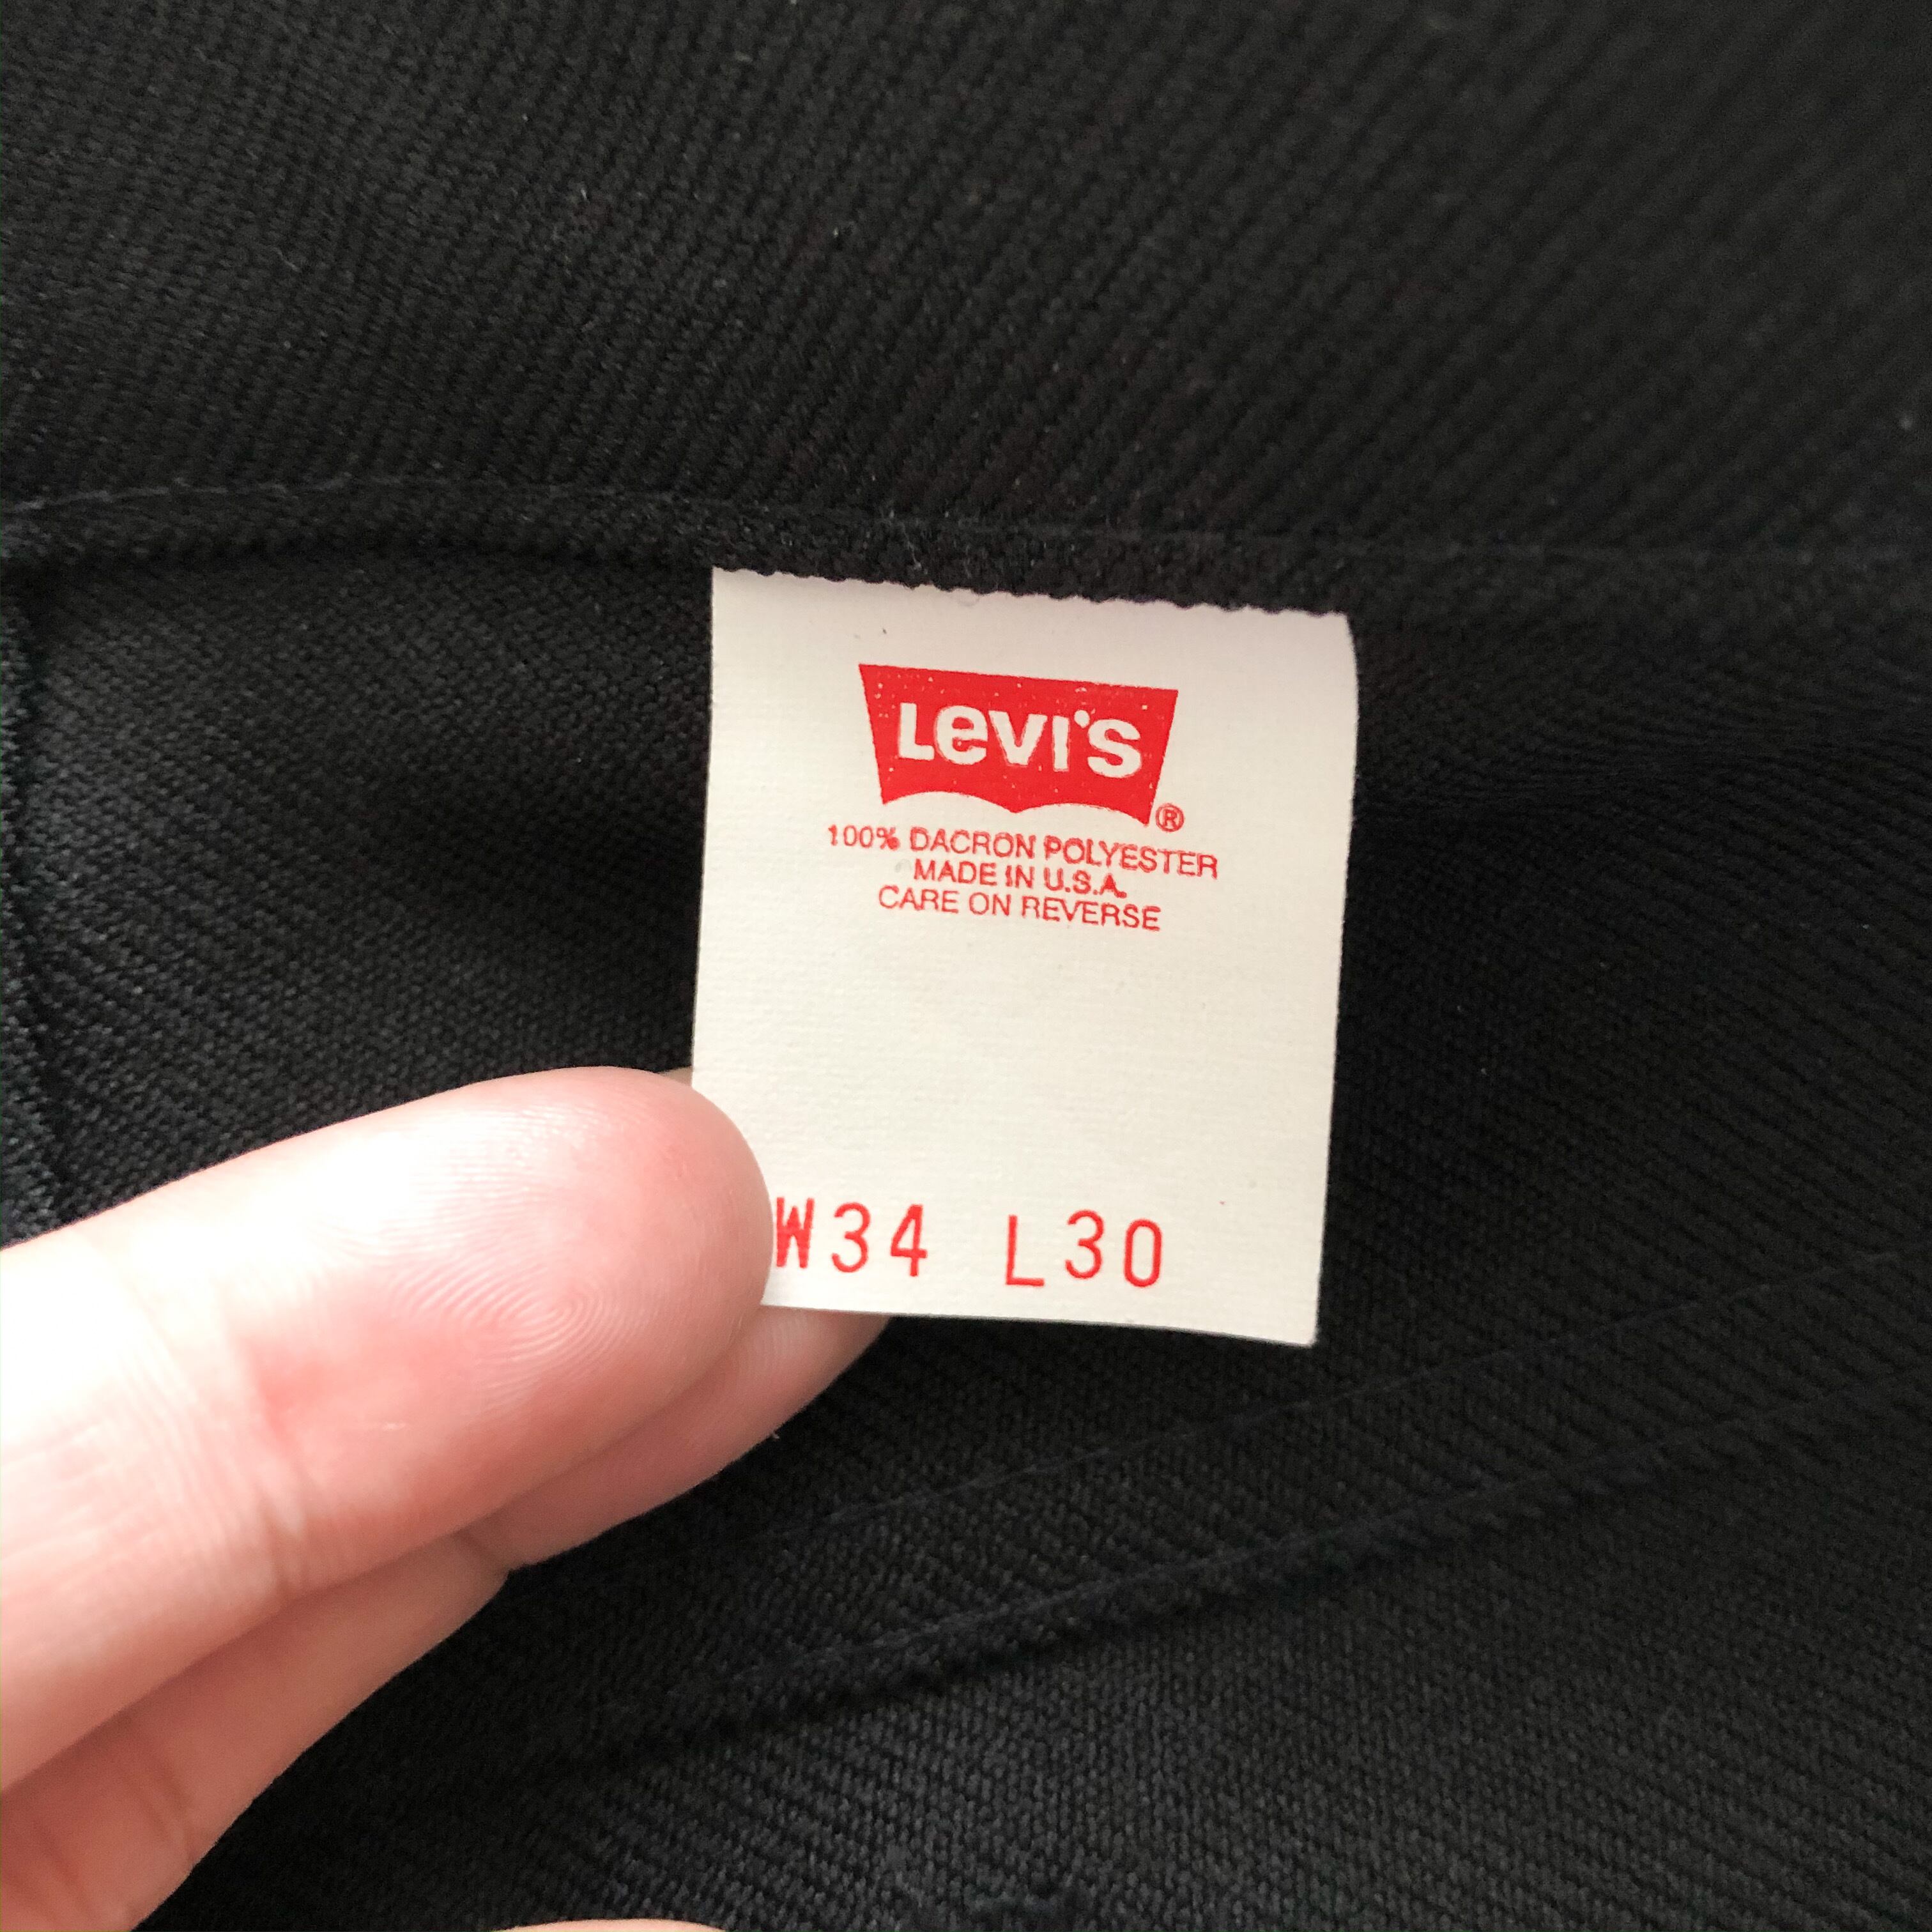 LEVI'S
®
100% DACRON POLYESTER
MADE IN U.S.A.
CARE ON REVERSE
W34 L30